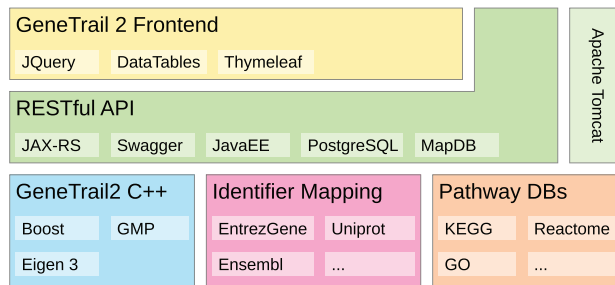 GeneTrail 2 Frontend
JQuery DataTables Thymeleaf
Apache Tomcat
RESTful API
JAX-RS Swagger JavaEE PostgreSQL MapDB
GeneTrail2 C++
Boost GMP
Eigen 3
Identifier Mapping
EntrezGene Uniprot
Ensembl ...
Pathway DBs
KEGG Reactome
GO ...